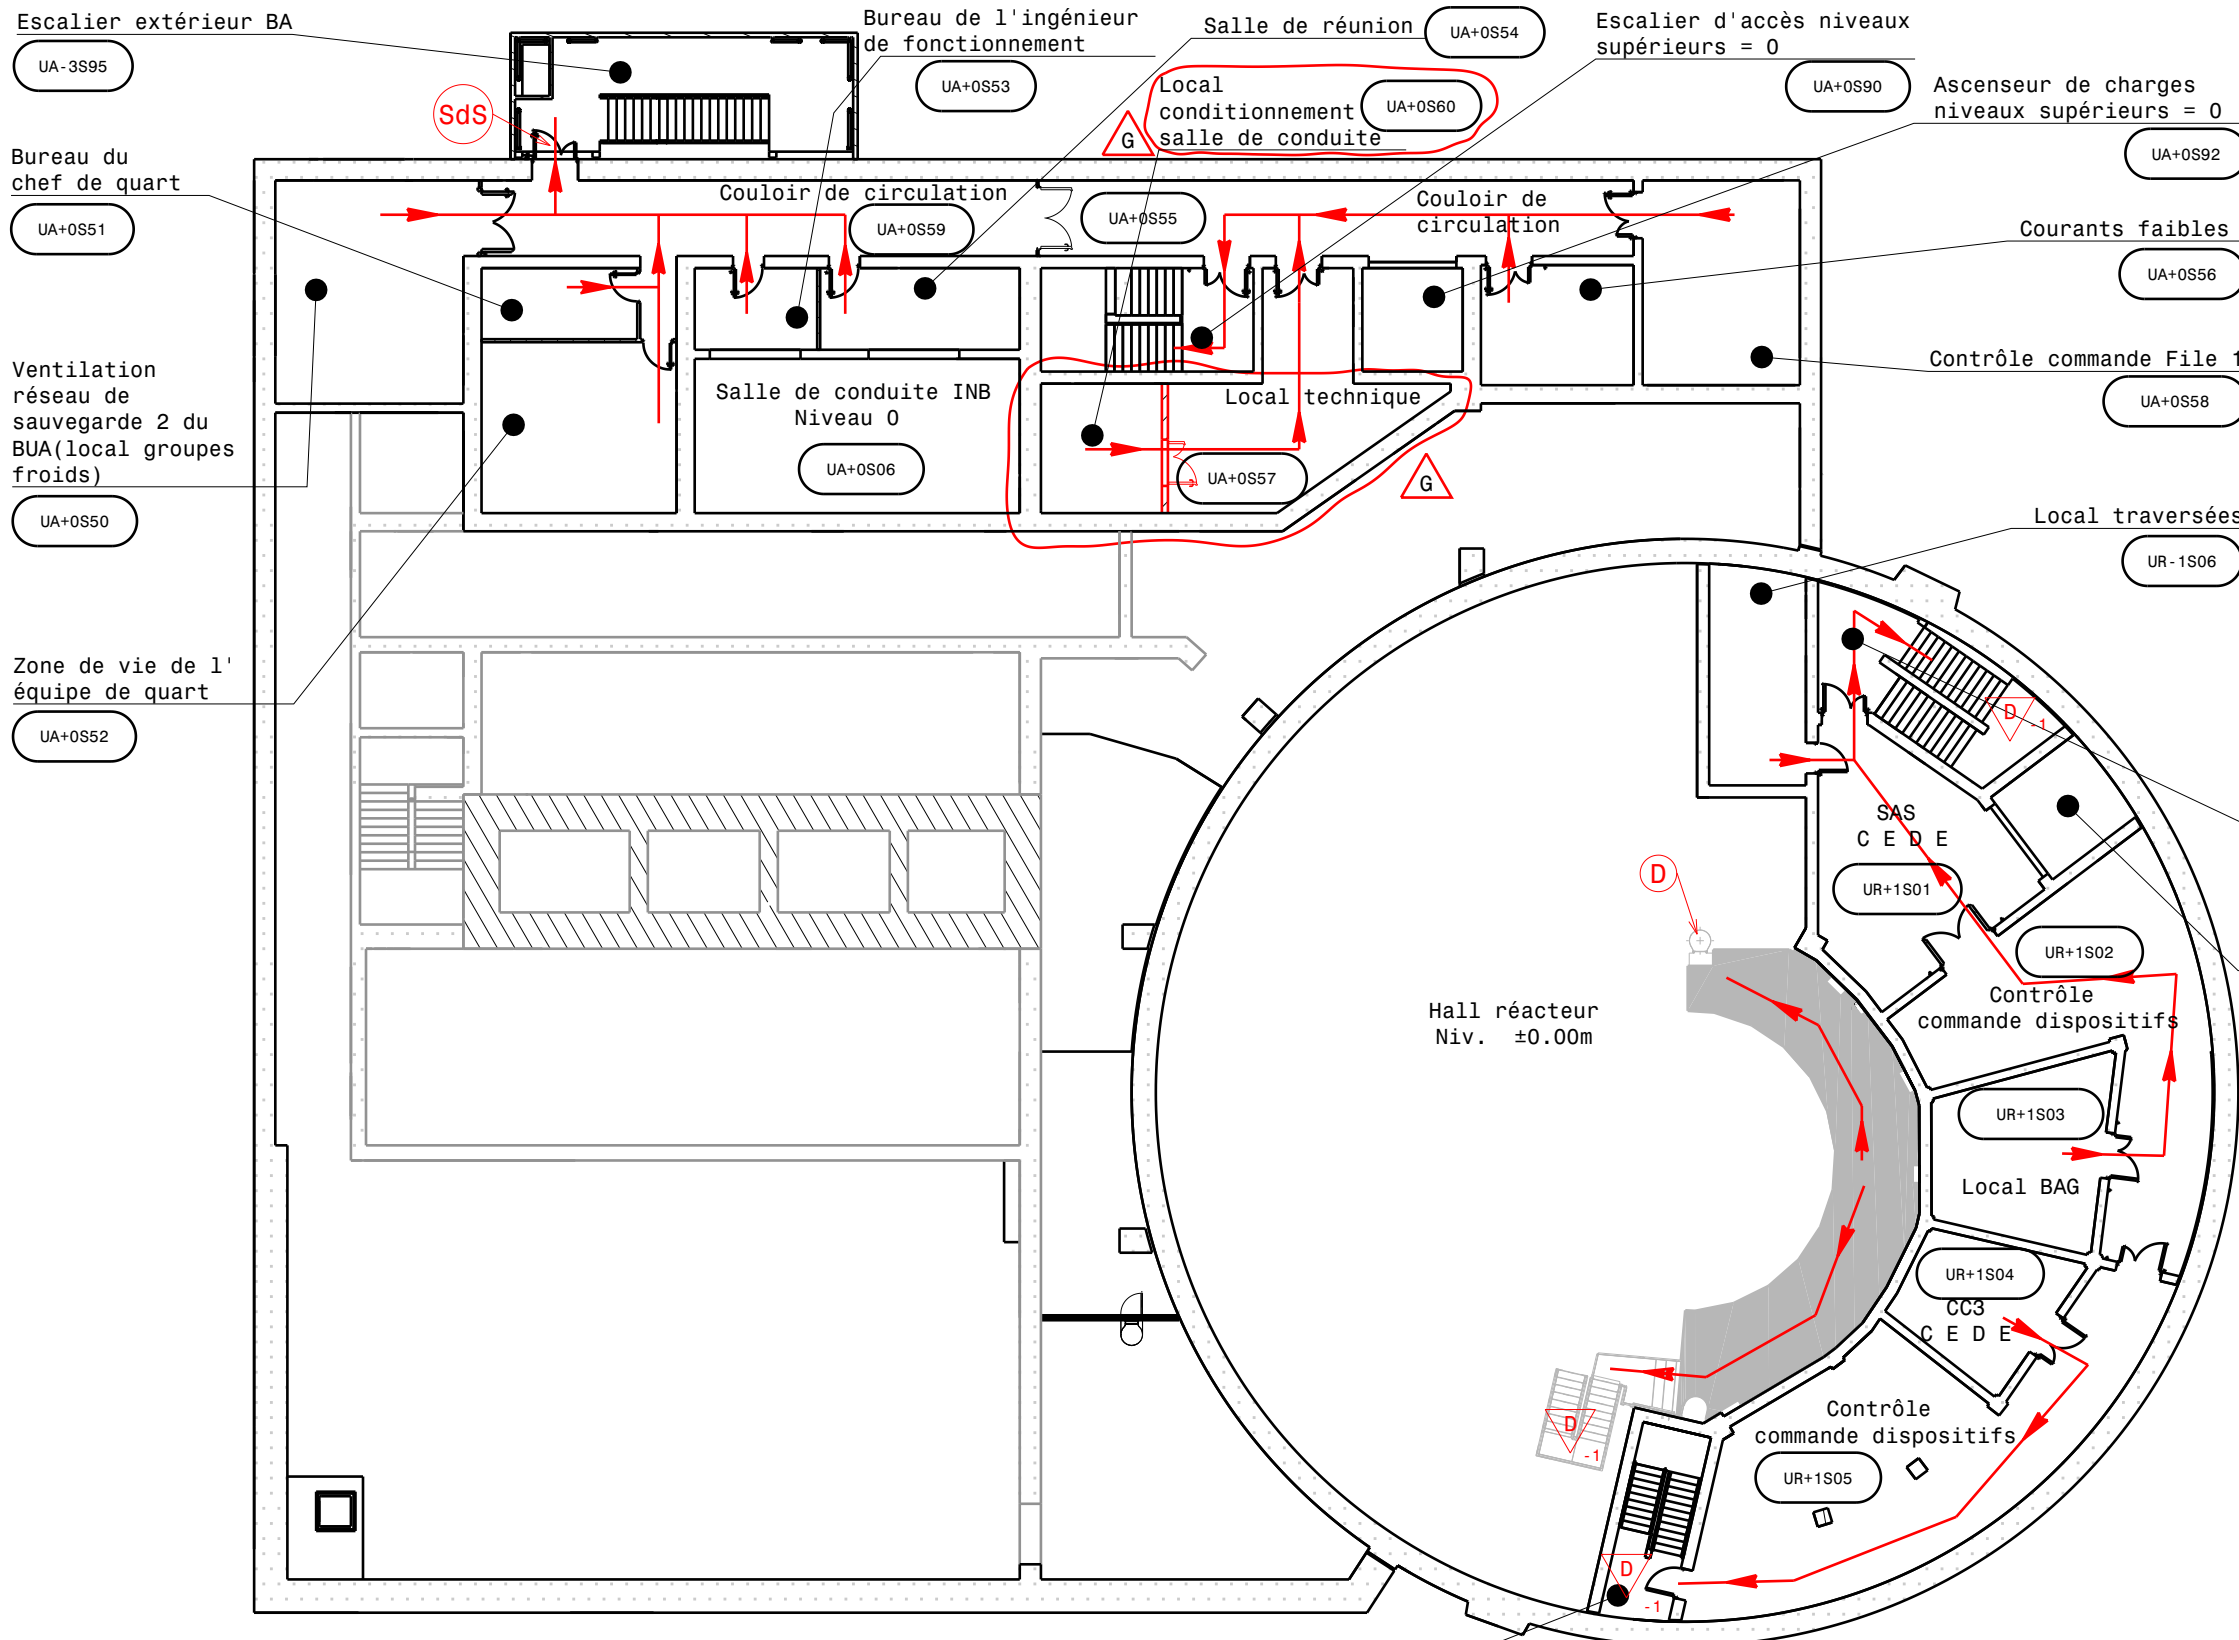 Escalier extérieur BA
UA-3S95
SdS
Bureau de l'ingénieur
de fonctionnement
UA+0S53
Salle de réunion
UA+0S54
Local
conditionnement
salle de conduite
UA+0S60
G
Escalier d'accès niveaux
supérieurs = 0
UA+0S90
Ascenseur de charges
niveaux supérieurs = 0
UA+0S92
Bureau du
chef de quart
UA+0S51
Couloir de circulation
UA+0S59
UA+0S55
Couloir de
circulation
Courants faibles
UA+0S56
Ventilation
réseau de
sauvegarde 2 du
BUA(local groupes
froids)
UA+0S50
Salle de conduite INB
Niveau 0
UA+0S06
Local technique
UA+0S57
G
Contrôle commande File 1
UA+0S58
Local traversées
UR-1S06
Zone de vie de l'
équipe de quart
UA+0S52
D
-1
SAS
C E D E
UR+1S01
D
UR+1S02
Contrôle
commande dispositifs
Hall réacteur
Niv. ±0.00m
UR+1S03
Local BAG
UR+1S04
CC3
C E D E
D
-1
Contrôle
commande dispositifs
UR+1S05
D
-1